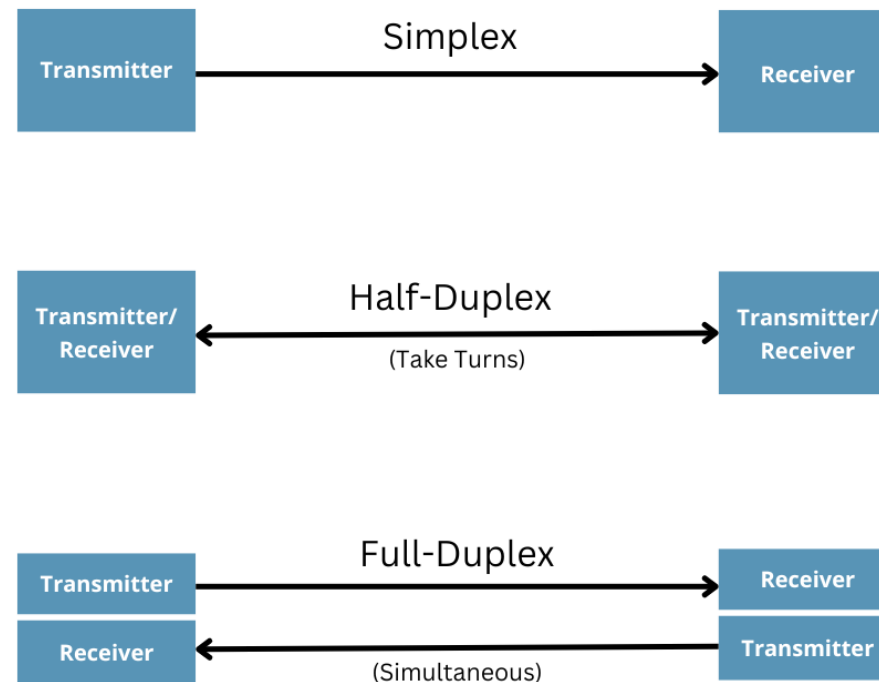 Simplex
Transmitter
Receiver
Half-Duplex
Transmitter/
Receiver
(Take Turns)
Transmitter/
Receiver
Full-Duplex
Transmitter
Receiver
Receiver
Transmitter
(Simultaneous)